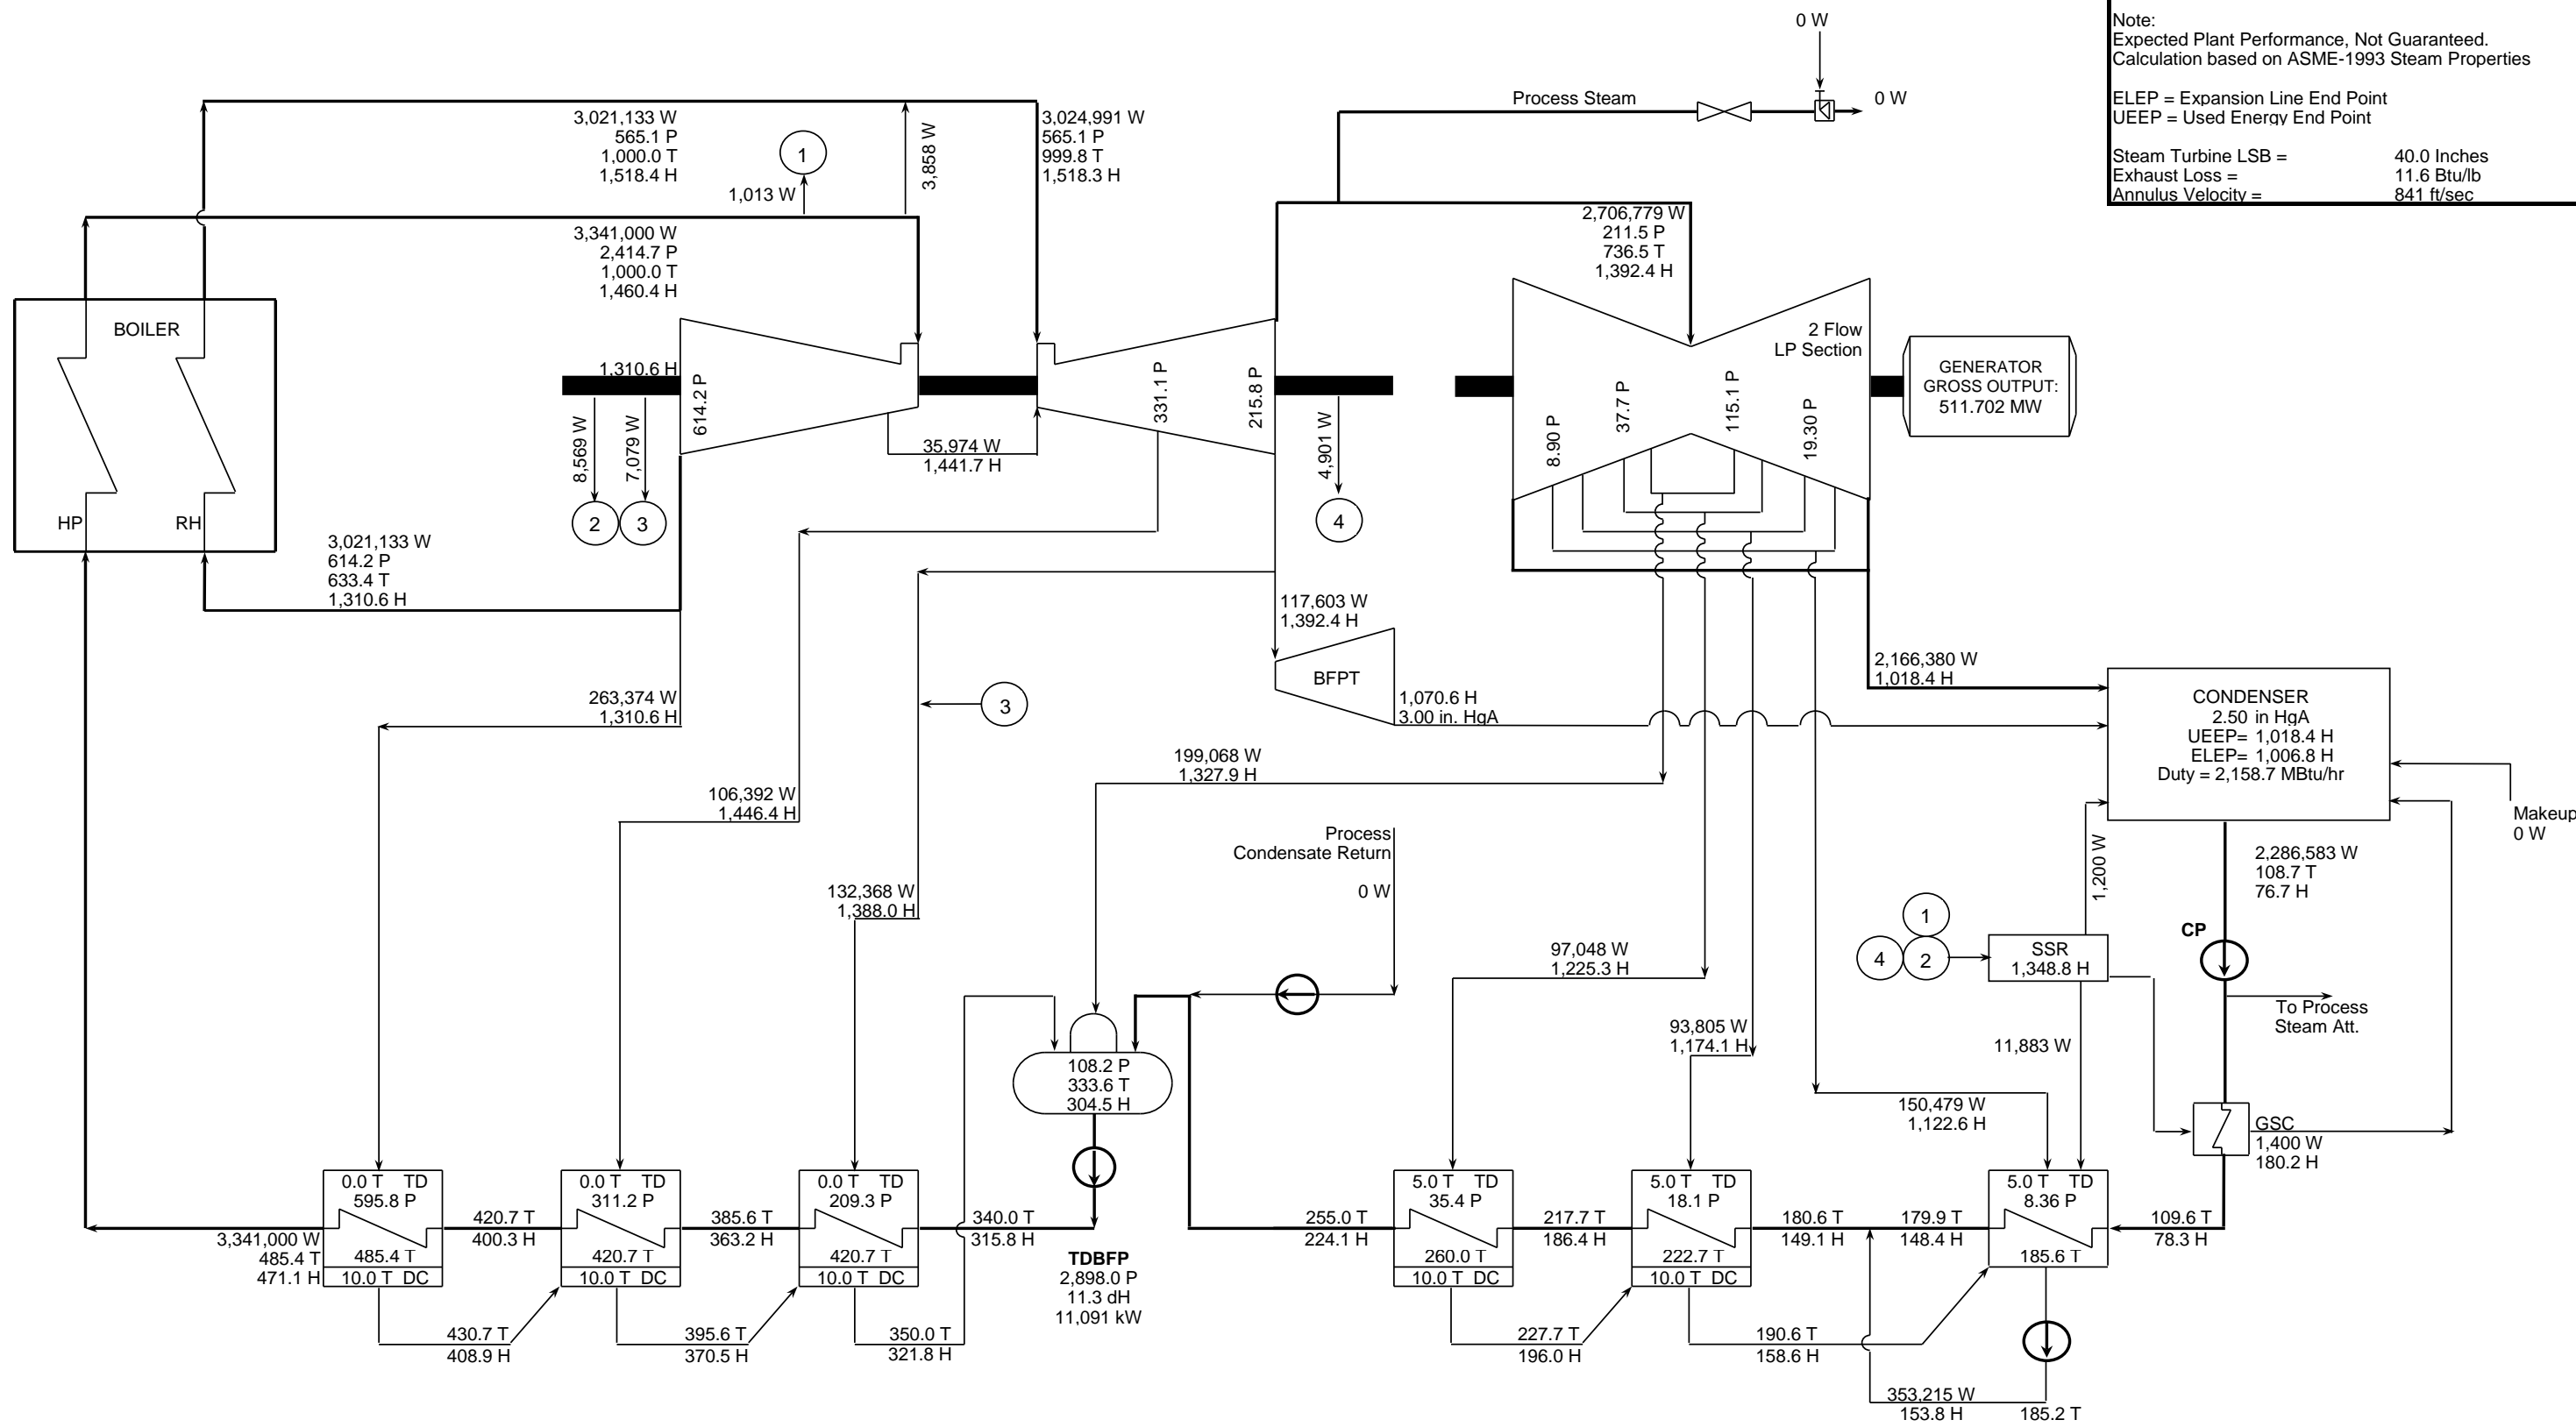 0 W
Note:
Expected Plant Performance, Not Guaranteed.
Calculation based on ASME-1993 Steam Properties
ELEP = Expansion Line End Point
UEEP = Used Energy End Point
Steam Turbine LSB = 40.0 Inches
Exhaust Loss = 11.6 Btu/lb
Annulus Velocity = 841 ft/sec
Process Steam
0 W
3,021,133 W
565.1 P
1,000.0 T
1,518.4 H
1
1,013 W
3,858 W
3,024,991 W
565.1 P
999.8 T
1,518.3 H
3,341,000 W
2,414.7 P
1,000.0 T
1,460.4 H
2,706,779 W
211.5 P
736.5 T
1,392.4 H
BOILER
HP
RH
1,310.6 H
614.2 P
8,569 W
7,079 W
2
3
35,974 W
1,441.7 H
331.1 P
215.8 P
4,901 W
4
2 Flow
LP Section
8.90 P
37.7 P
115.1 P
19.30 P
GENERATOR
GROSS OUTPUT:
511.702 MW
3,021,133 W
614.2 P
633.4 T
1,310.6 H
117,603 W
1,392.4 H
BFPT
1,070.6 H
3.00 in. HgA
2,166,380 W
1,018.4 H
CONDENSER
2.50 in HgA
UEEP= 1,018.4 H
ELEP= 1,006.8 H
Duty = 2,158.7 MBtu/hr
Makeup
0 W
263,374 W
1,310.6 H
3
106,392 W
1,446.4 H
199,068 W
1,327.9 H
132,368 W
1,388.0 H
Process
Condensate Return
0 W
1,200 W
2,286,583 W
108.7 T
76.7 H
CP
1
4
2
SSR
1,348.8 H
To Process
Steam Att.
97,048 W
1,225.3 H
93,805 W
1,174.1 H
11,883 W
150,479 W
1,122.6 H
GSC
1,400 W
180.2 H
108.2 P
333.6 T
304.5 H
0.0 T TD
595.8 P
485.4 T
10.0 T DC
0.0 T TD
311.2 P
420.7 T
10.0 T DC
0.0 T TD
209.3 P
420.7 T
10.0 T DC
5.0 T TD
35.4 P
260.0 T
10.0 T DC
5.0 T TD
18.1 P
222.7 T
10.0 T DC
5.0 T TD
8.36 P
185.6 T
3,341,000 W
485.4 T
471.1 H
420.7 T
400.3 H
385.6 T
363.2 H
340.0 T
315.8 H
TDBFP
2,898.0 P
11.3 dH
11,091 kW
255.0 T
224.1 H
217.7 T
186.4 H
180.6 T
149.1 H
179.9 T
148.4 H
109.6 T
78.3 H
430.7 T
408.9 H
395.6 T
370.5 H
350.0 T
321.8 H
227.7 T
196.0 H
190.6 T
158.6 H
353,215 W
153.8 H
185.2 T